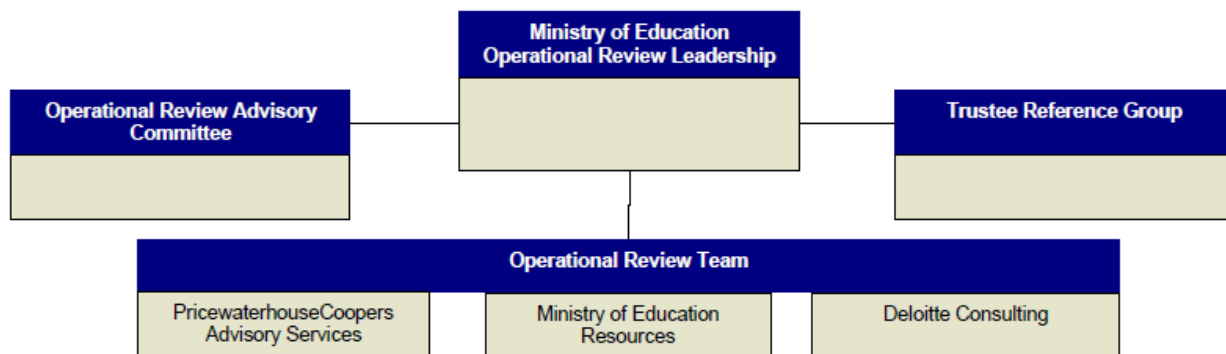 Ministry of Education
Operational Review Leadership
Operational Review Advisory
Committee
Trustee Reference Group
Operational Review Team
PricewaterhouseCoopers
Advisory Services
Ministry of Education
Resources
Deloitte Consulting